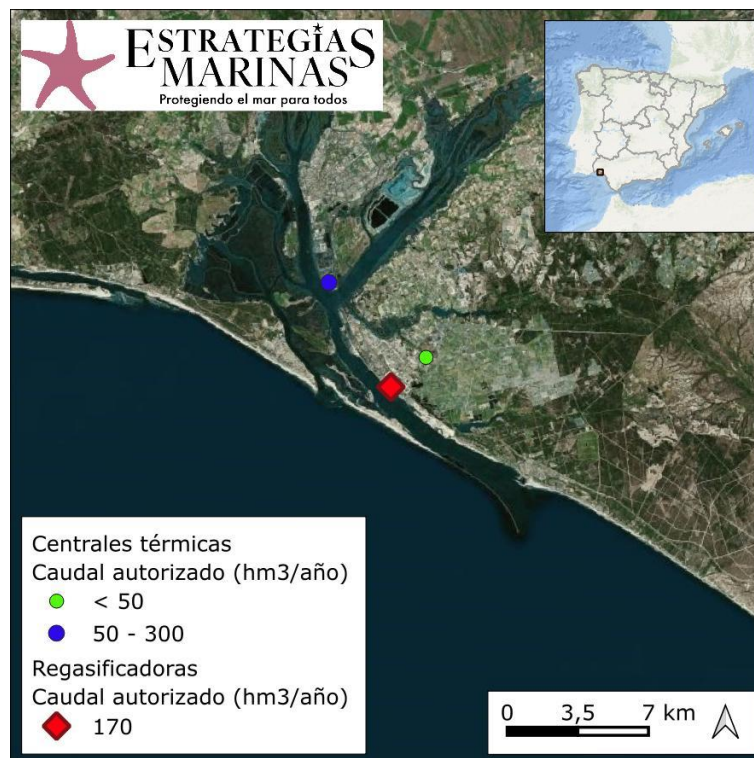 ESTRATEGIAS
MARINAS
Protegiendo el mar para todos
Centrales térmicas
Caudal autorizado (hm3/año)
< 50
50 - 300
Regasificadoras
Caudal autorizado (hm3/año)
170
0 3,5 7 km